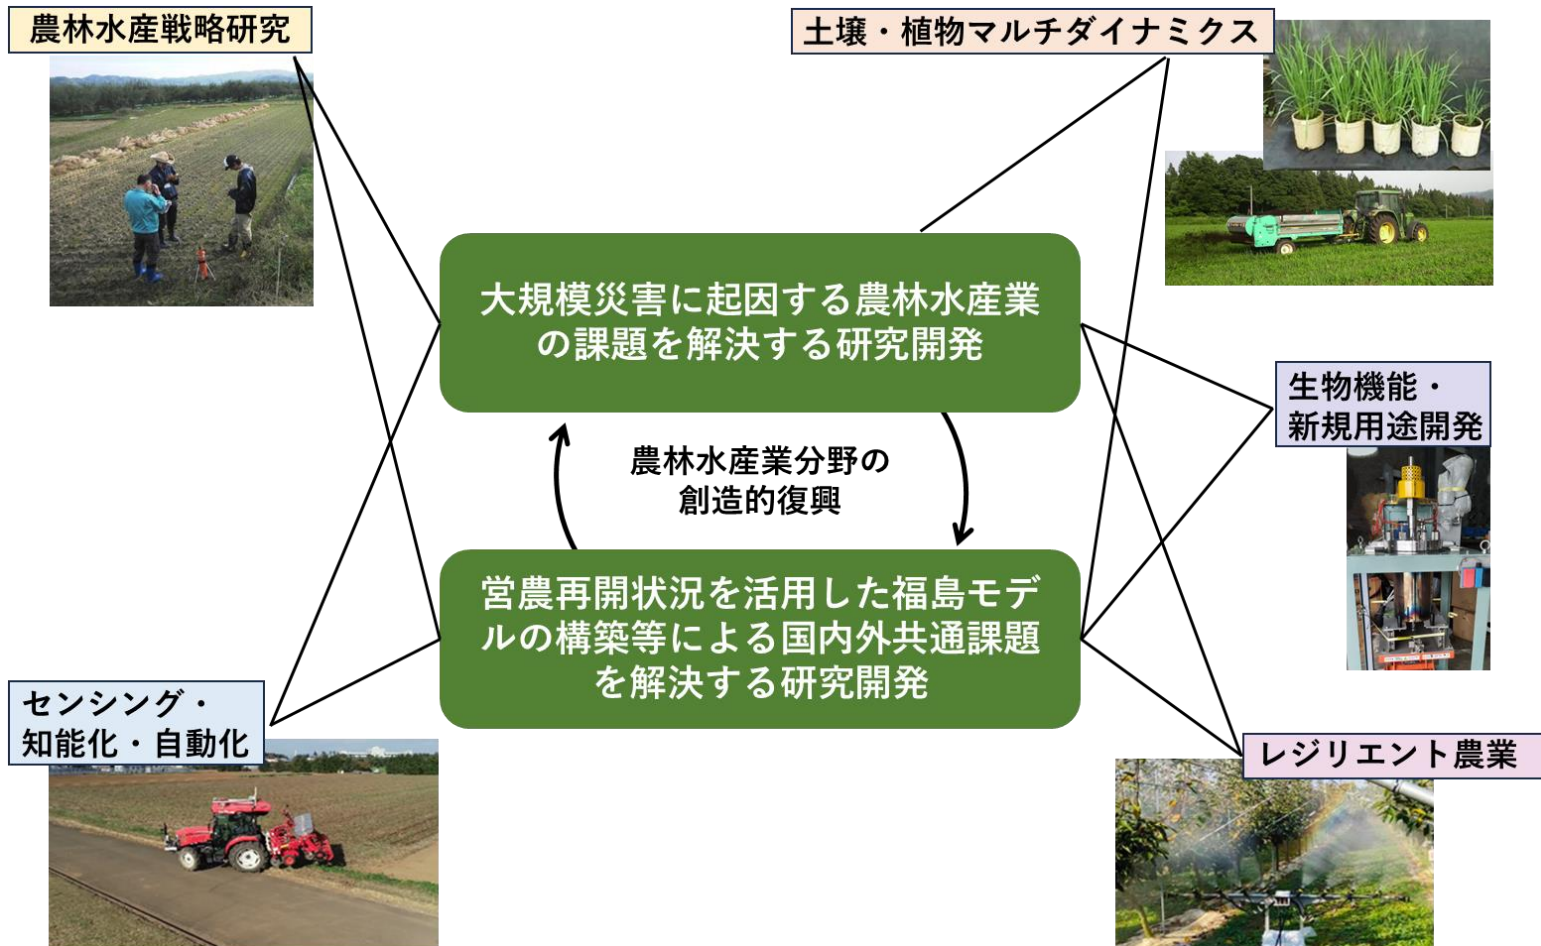 農林水産戦略研究
土壌・植物マルチダイナミクス
大規模災害に起因する農林水産業
の課題を解決する研究開発
生物機能・
新規用途開発
農林水産業分野の
創造的復興
営農再開状況を活用した福島モデ
ルの構築等による国内外共通課題
を解決する研究開発
センシング・
知能化・自動化
レジリエント農業